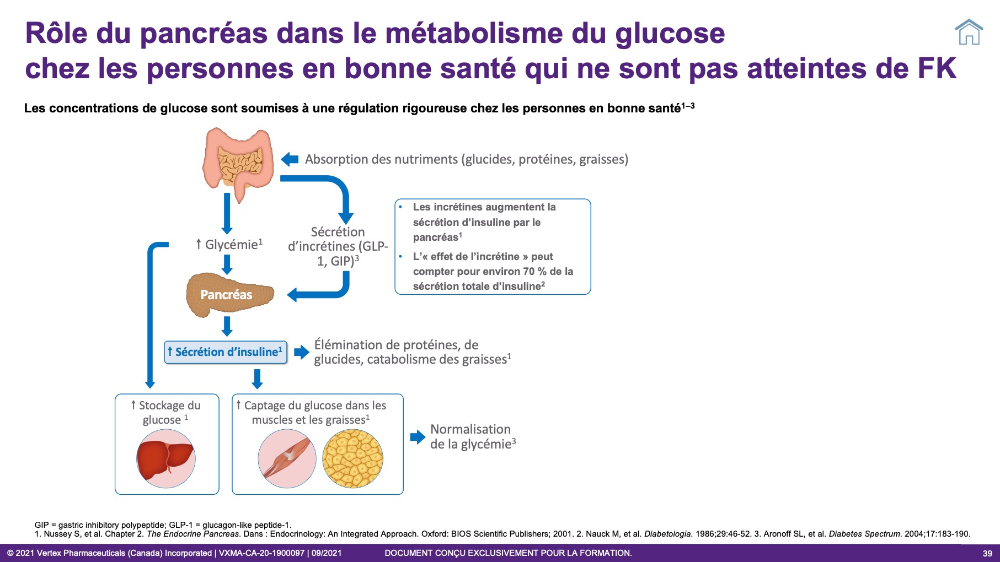 Rôle du pancréas dans le métabolisme du glucose
chez les personnes en bonne santé qui ne sont pas atteintes de FK
Les concentrations de glucose sont soumises à une régulation rigoureuse chez les personnes en bonne santé¹⁻³
Absorption des nutriments (glucides, protéines, graisses)
• Les incrétines augmentent la
sécrétion d’insuline par le
pancréas¹
• L’« effet de l’incrétine » peut
compter pour environ 70 % de la
sécrétion totale d’insuline²
Sécrétion
d’incrétines (GLP-
1, GIP)³
↑ Glycémie¹
Pancréas
↑ Sécrétion d’insuline¹
Élémination de protéines, de
glucides, catabolisme des graisses¹
↑ Stockage du
glucose ¹
↑ Captage du glucose dans les
muscles et les graisses¹
Normalisation
de la glycémie³
GIP = gastric inhibitory polypeptide; GLP-1 = glucagon-like peptide-1.
1. Nussey S, et al. Chapter 2. The Endocrine Pancreas. Dans : Endocrinology: An Integrated Approach. Oxford: BIOS Scientific Publishers; 2001. 2. Nauck M, et al. Diabetologia. 1986;29:46-52. 3. Aronoff SL, et al. Diabetes Spectrum. 2004;17:183-190.
© 2021 Vertex Pharmaceuticals (Canada) Incorporated | VXMA-CA-20-1900097 | 09/2021
DOCUMENT CONÇU EXCLUSIVEMENT POUR LA FORMATION.
39